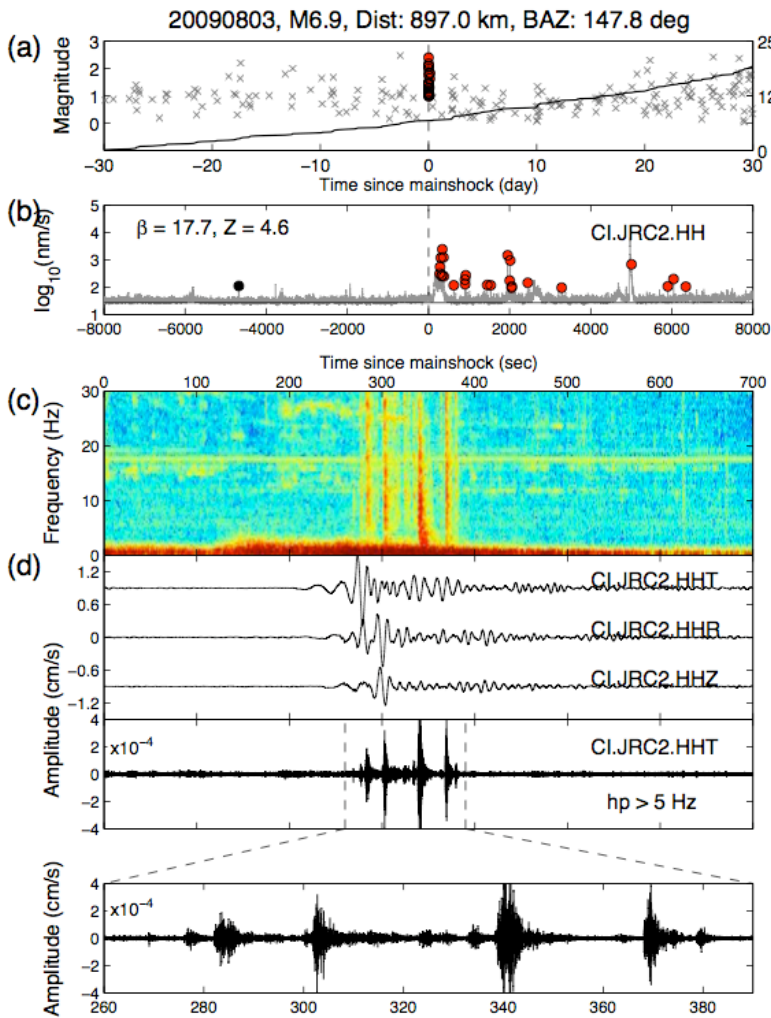 20090803, M6.9, Dist: 897.0 km, BAZ: 147.8 deg
(a)
Magnitude
3
2
1
0
25
12
0
−30 −20 −10 0 10 20 30
Time since mainshock (day)
(b)
log10(nm/s)
5
4
3
2
1
β = 17.7, Z = 4.6
CI.JRC2.HH
−8000 −6000 −4000 −2000 0 2000 4000 6000 8000
Time since mainshock (sec)
0 100 200 300 400 500 600 700
(c)
Frequency (Hz)
30
20
10
0
(d)
Amplitude (cm/s)
1.2
0.6
0
−0.6
−1.2
CI.JRC2.HHT
CI.JRC2.HHR
CI.JRC2.HHZ
Amplitude (cm/s)
4
2
0
−2
−4
x10−4
CI.JRC2.HHT
hp > 5 Hz
Amplitude (cm/s)
4
2
0
−2
−4
x10−4
260 280 300 320 340 360 380